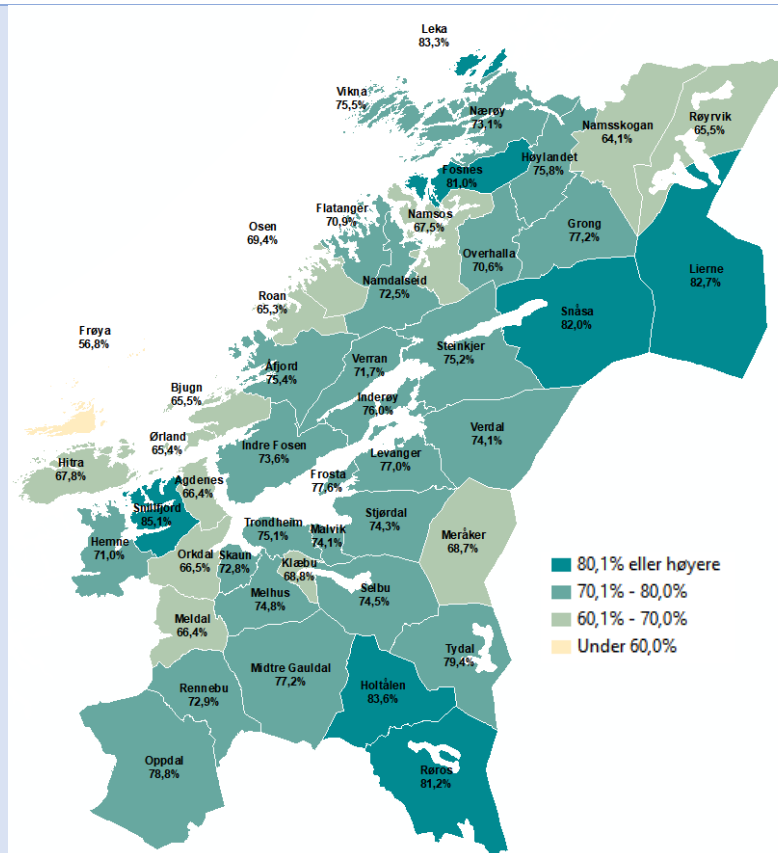 Leka
83,3%
Vikna
75,5%
Nærøy
73,1%
Namsskogan
64,1%
Røyrvik
65,5%
Høylandet
75,8%
Fosnes
81,0%
Flatanger
70,9%
Namsos
67,5%
Grong
77,2%
Osen
69,4%
Overhalla
70,6%
Lierne
82,7%
Namdalseid
72,5%
Roan
65,3%
Snåsa
82,0%
Frøya
56,8%
Steinkjer
75,2%
Verran
71,7%
Åfjord
75,4%
Bjugn
65,5%
Inderøy
76,0%
Verdal
74,1%
Ørland
65,4%
Indre Fosen
73,6%
Levanger
77,0%
Hitra
67,8%
Agdenes
66,4%
Frosta
77,6%
Snillfjord
85,1%
Stjørdal
74,3%
Trondheim
75,1%
Malvik
74,1%
Meråker
68,7%
Hemne
71,0%
Orkdal
66,5%
Skaun
72,8%
Klæbu
68,8%
Melhus
74,8%
Selbu
74,5%
Meldal
66,4%
Tydal
79,4%
Midtre Gauldal
77,2%
Holtålen
83,6%
Rennebu
72,9%
Oppdal
78,8%
Røros
81,2%
80,1% eller høyere
70,1% - 80,0%
60,1% - 70,0%
Under 60,0%